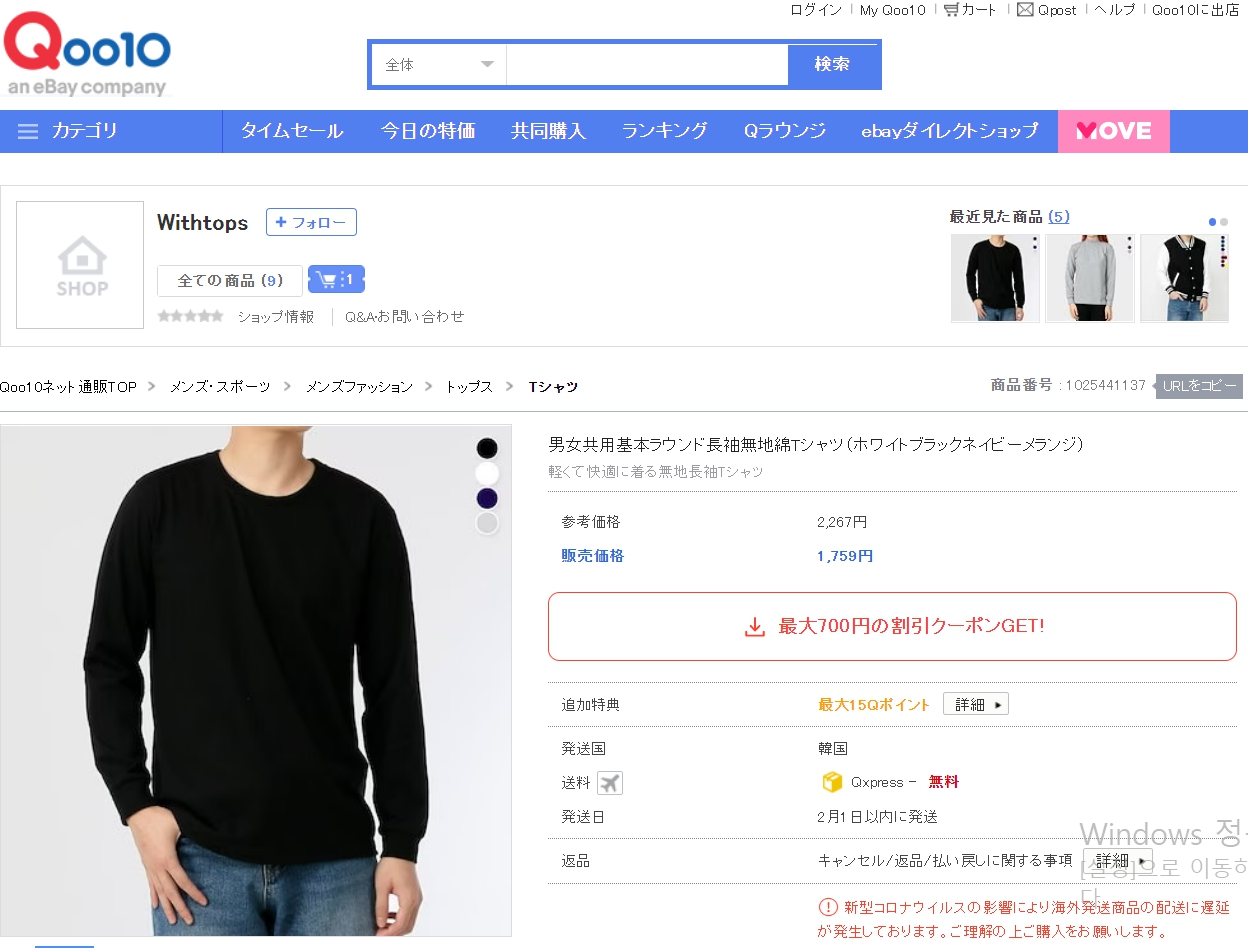 ログイン My Qoo10 カート Qpost ヘルプ Qoo10に出店
Qoo10
an eBay company
全体 検索
カテゴリ タイムセール 今日の特価 共同購入 ランキング Qラウンジ ebayダイレクトショップ MOVE
Withtops + フォロー
最近見た商品 (5)
SHOP
全ての商品 (9) : 1
ショップ情報 Q&A·お問い合わせ
Qoo10ネット通販TOP > メンズ・スポーツ > メンズファッション > トップス > Tシャツ
商品番号 : 1025441137 URLをコピー
男女共用基本ラウンド長袖無地綿Tシャツ(ホワイトブラックネイビーメランジ)
軽くて快適に着る無地長袖Tシャツ
参考価格 2,267円
販売価格 1,759円
最大700円の割引クーポンGET!
追加特典 最大15Qポイント 詳細
発送国 韓国
送料 Qxpress - 無料
発送日 2月1日以内に発送
返品 キャンセル/返品/払い戻しに関する事項 詳細
Windows 정
[설정]으로 이동하
다
新型コロナウイルスの影響により海外発送商品の配送に遅延
が発生しております。ご理解の上ご購入をお願いします。